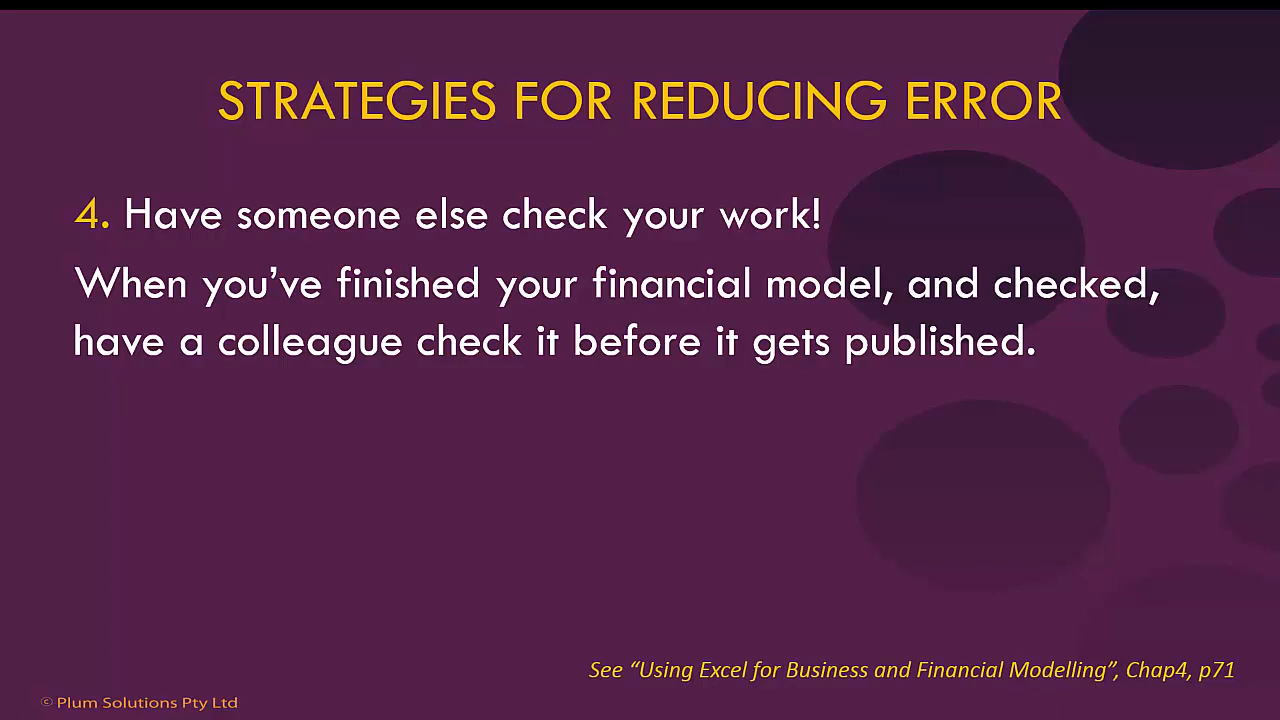 STRATEGIES FOR REDUCING ERROR
4. Have someone else check your work!
When you’ve finished your financial model, and checked,
have a colleague check it before it gets published.
See “Using Excel for Business and Financial Modelling”, Chap4, p71
© Plum Solutions Pty Ltd